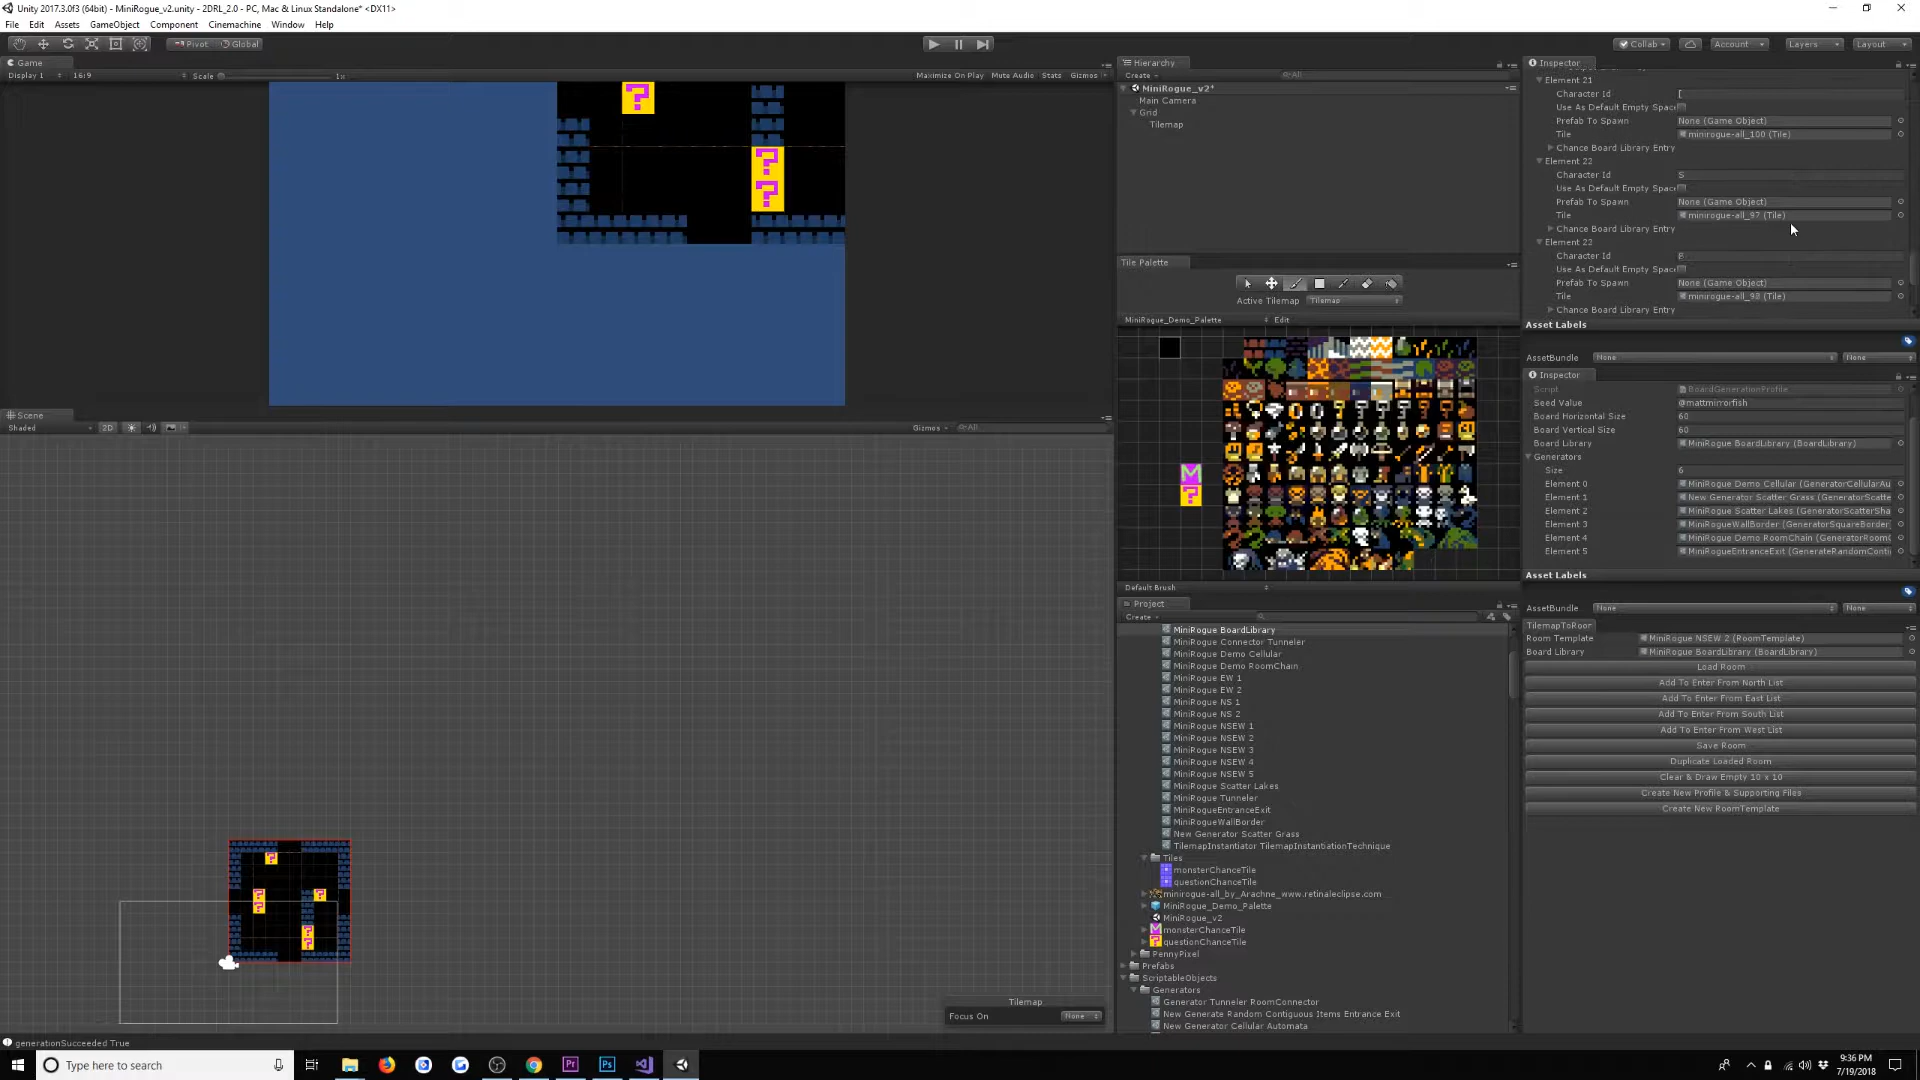 Unity 2017.3.0f3 (64bit) - MiniRogue_v2.unity - 2DRL_2.0 - PC, Mac & Linux Standalone* <DX11>
File Edit Assets GameObject Component Cinemachine Window Help
Pivot Global
Collab Account Layers Layout
Game
Display 1 16:9 Scale 1x Maximize On Play Mute Audio Stats Gizmos
Scene
Shaded 2D Gizmos All
Tilemap
Focus On None
generationSucceeded True
Hierarchy
Create All
MiniRogue_v2*
Main Camera
Grid
Tilemap
Tile Palette
Active Tilemap Tilemap
MiniRogue_Demo_Palette Edit
Default Brush
Project
Create
MiniRogue BoardLibrary
MiniRogue Connector Tunneler
MiniRogue Demo Cellular
MiniRogue Demo RoomChain
MiniRogue EW 1
MiniRogue EW 2
MiniRogue NS 1
MiniRogue NS 2
MiniRogue NSEW 1
MiniRogue NSEW 2
MiniRogue NSEW 3
MiniRogue NSEW 4
MiniRogue NSEW 5
MiniRogue Scatter Lakes
MiniRogue Tunneler
MiniRogueEntranceExit
MiniRogueWallBorder
New Generator Scatter Grass
TilemapInstantiator TilemapInstantiationTechnique
Tiles
monsterChanceTile
questionChanceTile
minirogue-all_by_Arachne_www.retinaleclipse.com
MiniRogue_Demo_Palette
MiniRogue_v2
monsterChanceTile
questionChanceTile
PennyPixel
Prefabs
ScriptableObjects
Generators
Generator Tunneler RoomConnector
New Generate Random Contiguous Items Entrance Exit
New Generator Cellular Automata
Inspector
Element 21
Character Id [
Use As Default Empty Space
Prefab To Spawn None (Game Object)
Tile minirogue-all_100 (Tile)
Chance Board Library Entry
Element 22
Character Id S
Use As Default Empty Space
Prefab To Spawn None (Game Object)
Tile minirogue-all_97 (Tile)
Chance Board Library Entry
Element 22
Character Id
Use As Default Empty Space
Prefab To Spawn None (Game Object)
Tile minirogue-all_98 (Tile)
Chance Board Library Entry
Asset Labels
AssetBundle None None
Inspector
Script BoardGenerationProfile
Seed Value @mattmirrorfish
Board Horizontal Size 60
Board Vertical Size 60
Board Library MiniRogue BoardLibrary (BoardLibrary)
Generators
Size 6
Element 0 MiniRogue Demo Cellular (GeneratorCellularAu
Element 1 New Generator Scatter Grass (GeneratorScatte
Element 2 MiniRogue Scatter Lakes (GeneratorScatterSha
Element 3 MiniRogueWallBorder (GeneratorSquareBorder
Element 4 MiniRogue Demo RoomChain (GeneratorRoomC
Element 5 MiniRogueEntranceExit (GenerateRandomConti
Asset Labels
AssetBundle None None
TilemapToRoor
Room Template MiniRogue NSEW 2 (RoomTemplate)
Board Library MiniRogue BoardLibrary (BoardLibrary)
Load Room
Add To Enter From North List
Add To Enter From East List
Add To Enter From South List
Add To Enter From West List
Save Room
Duplicate Loaded Room
Clear & Draw Empty 10 x 10
Create New Profile & Supporting Files
Create New RoomTemplate
Type here to search
9:36 PM
7/19/2018